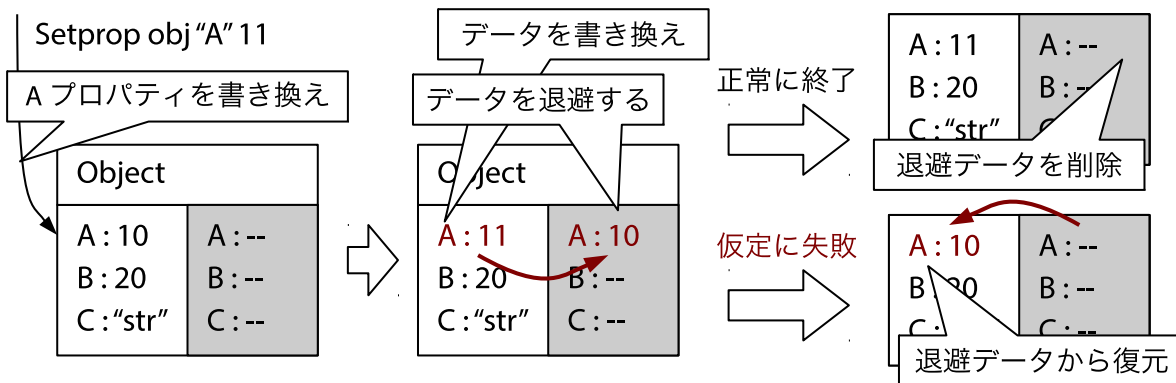 Setprop obj “A” 11
A プロパティを書き換え
Object
A : 10
A : --
B : 20
B : --
C : “str”
C : --
データを書き換え
データを退避する
Object
A : 11
A : 10
B : 20
B : --
C : “str”
C : --
正常に終了
A : 11
A : --
B : 20
B : --
C : “str”
退避データを削除
仮定に失敗
A : 10
A : --
B : 20
B : --
C :
C : --
退避データから復元